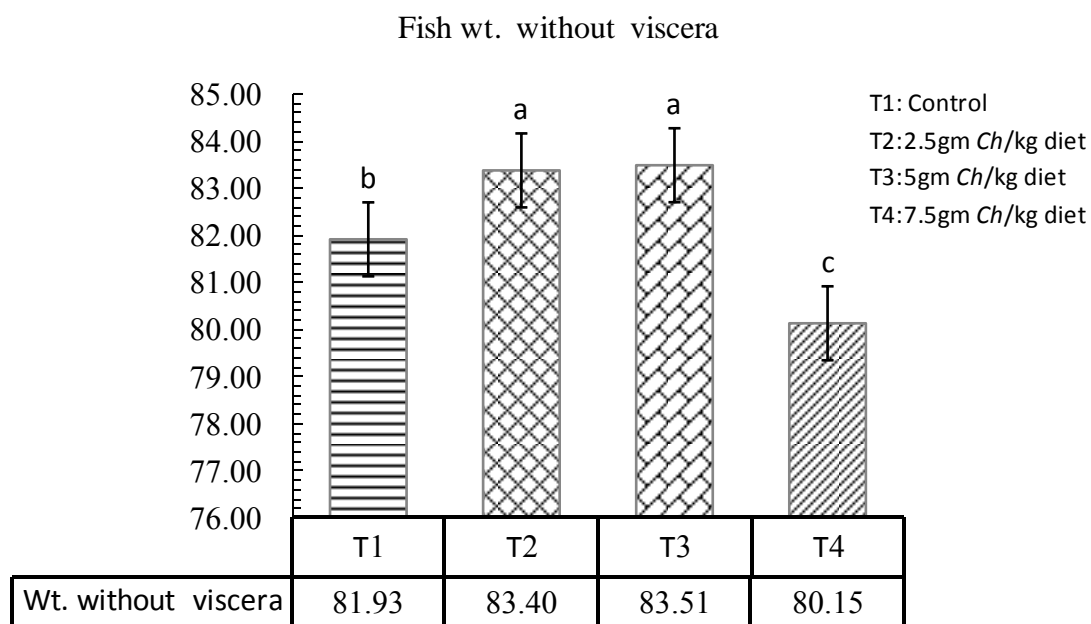 Fish wt. without viscera
85.00
84.00
83.00
82.00
81.00
80.00
79.00
78.00
77.00
76.00
b
a
a
c
T1: Control
T2:2.5gm Ch/kg diet
T3:5gm Ch/kg diet
T4:7.5gm Ch/kg diet
T1 T2 T3 T4
Wt. without viscera 81.93 83.40 83.51 80.15